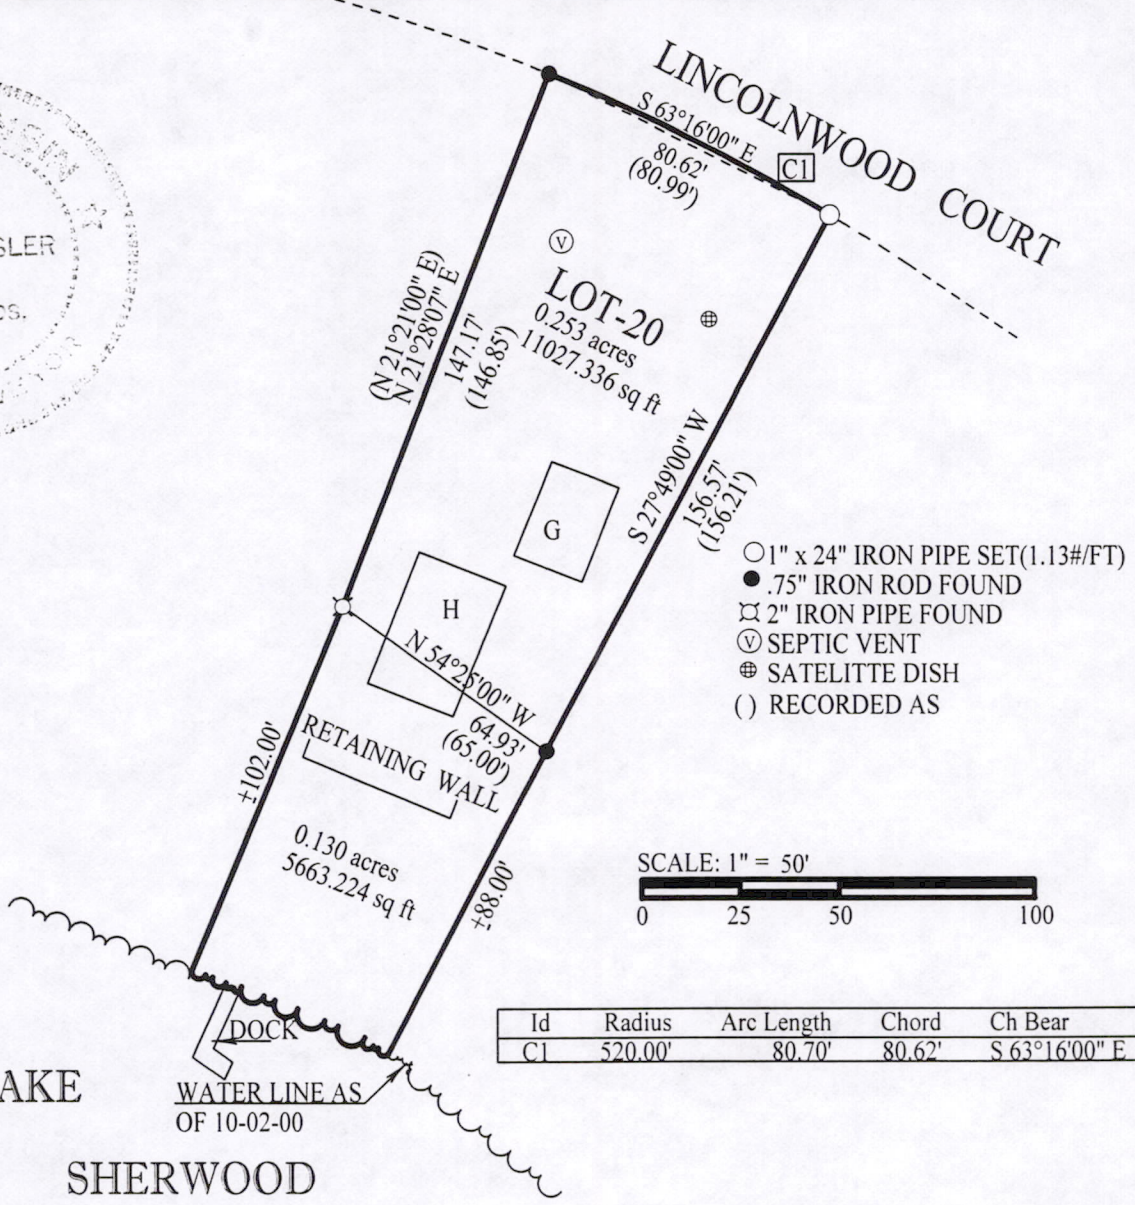 LINCOLNWOOD COURT
S 63°16'00" E
80.62'
(80.99')
C1
V
LOT-20
0.253 acres
11027.336 sq ft
(N 21°21'00" E)
N 21°28'07" E
147.17'
(146.85')
S 27°49'00" W
156.57'
(156.21')
G
H
N 54°25'00" W
64.93'
(65.00')
RETAINING WALL
±102.00'
0.130 acres
5663.224 sq ft
±88.00'
1" x 24" IRON PIPE SET(1.13#/FT)
.75" IRON ROD FOUND
2" IRON PIPE FOUND
V SEPTIC VENT
SATELITTE DISH
( ) RECORDED AS
SCALE: 1" = 50'
0 25 50 100
Id Radius Arc Length Chord Ch Bear
C1 520.00' 80.70' 80.62' S 63°16'00" E
DOCK
WATER LINE AS
OF 10-02-00
AKE
SHERWOOD
SLER